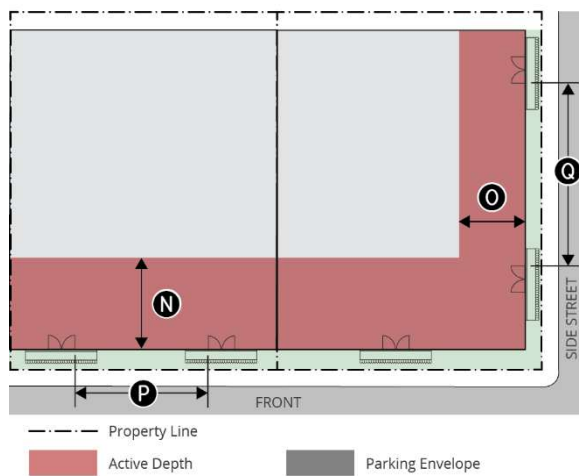 Q
O
N
SIDE STREET
P
FRONT
Property Line
Active Depth
Parking Envelope